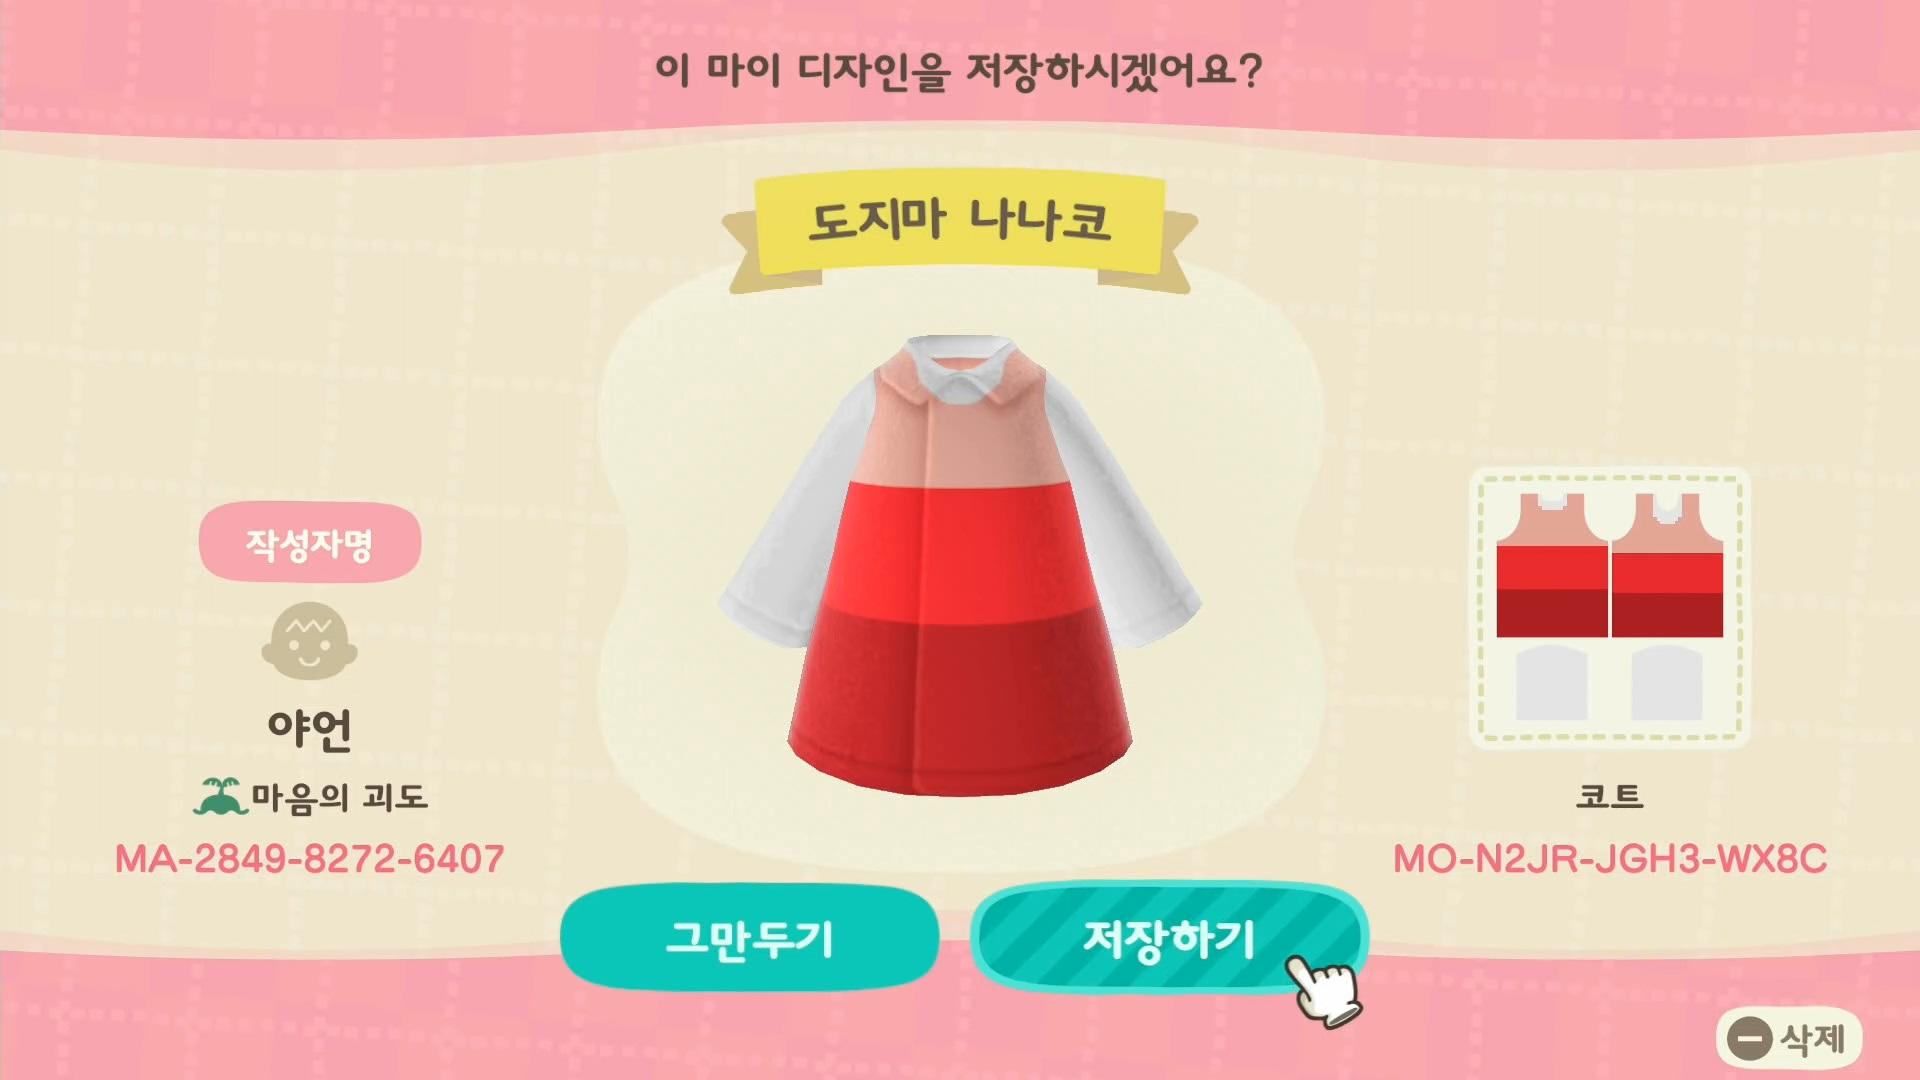 이 마이 디자인을 저장하시겠어요?
도지마 나나코
작성자명
야언
마음의 괴도
MA-2849-8272-6407
코트
MO-N2JR-JGH3-WX8C
그만두기
저장하기
삭제